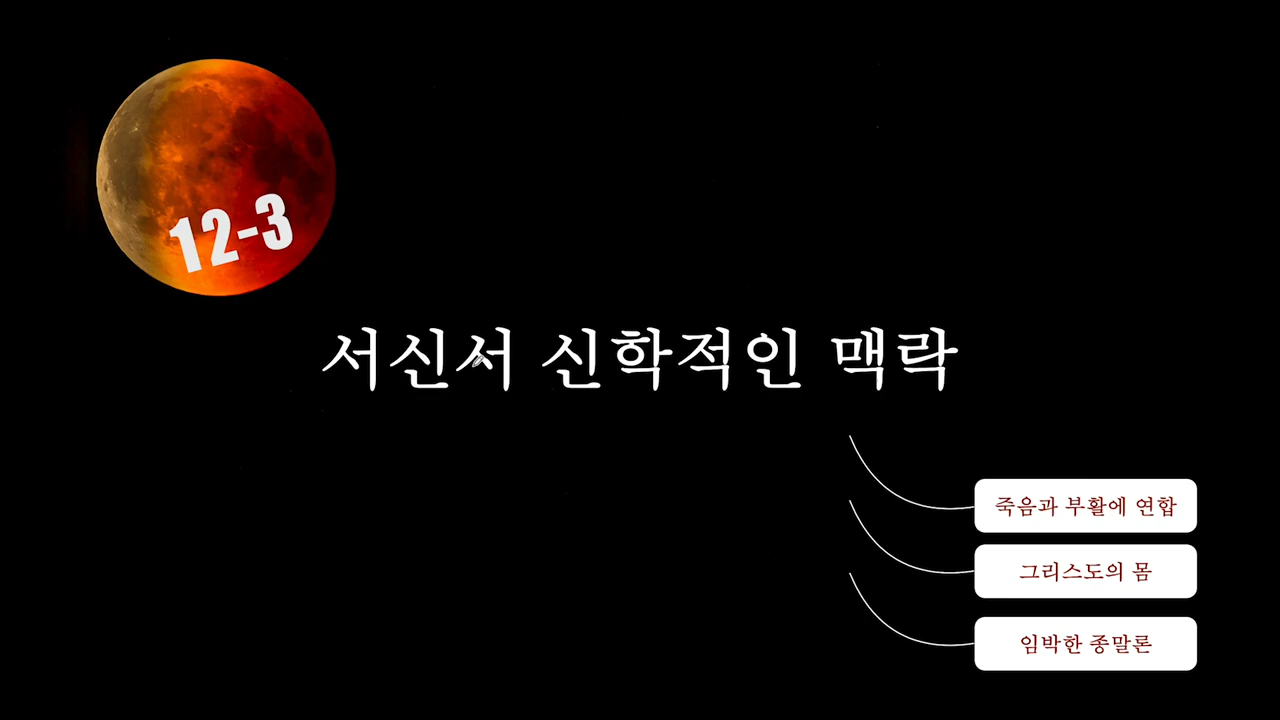 12-3
서신서 신학적인 맥락
죽음과 부활에 연합
그리스도의 몸
임박한 종말론